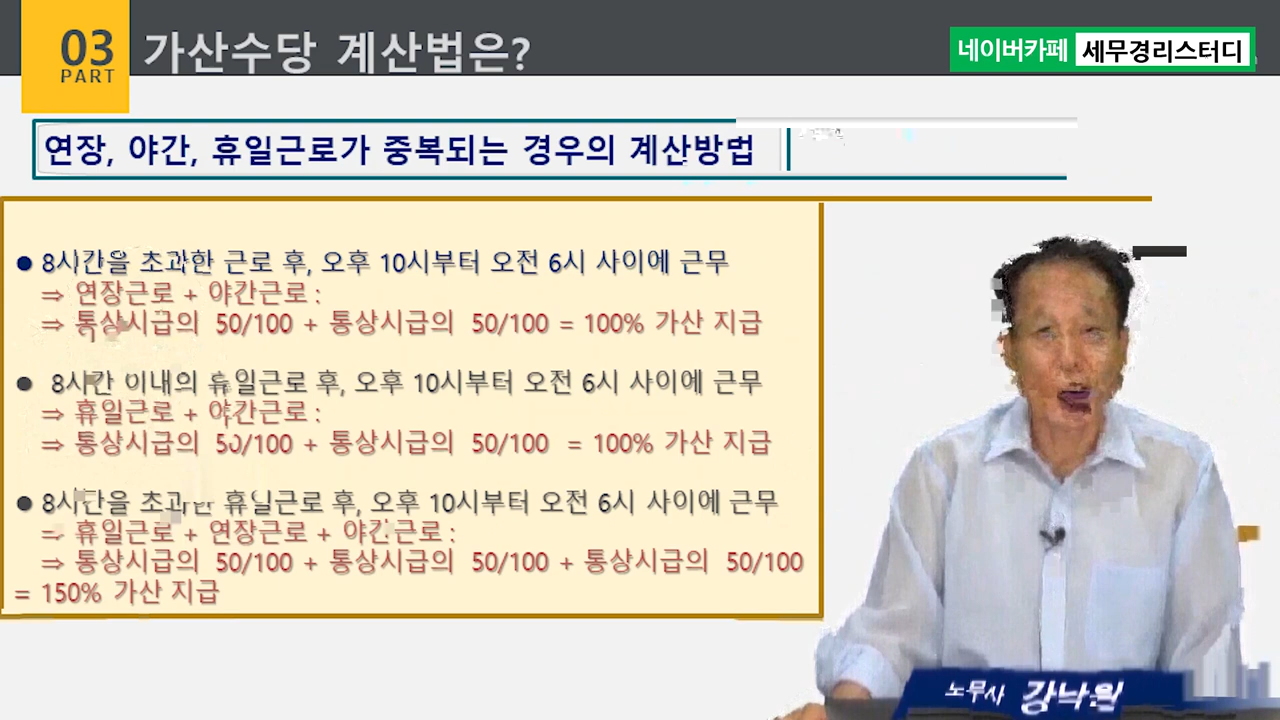 03
PART
가산수당 계산법은?
네이버카페 세무경리스터디
연장, 야간, 휴일근로가 중복되는 경우의 계산방법
● 8시간을 초과한 근로 후, 오후 10시부터 오전 6시 사이에 근무
⇒ 연장근로 + 야간근로 :
⇒ 통상시급의 50/100 + 통상시급의 50/100 = 100% 가산 지급
● 8시간 이내의 휴일근로 후, 오후 10시부터 오전 6시 사이에 근무
⇒ 휴일근로 + 야간근로 :
⇒ 통상시급의 50/100 + 통상시급의 50/100 = 100% 가산 지급
● 8시간을 초과한 휴일근로 후, 오후 10시부터 오전 6시 사이에 근무
⇒ 휴일근로 + 연장근로 + 야간근로 :
⇒ 통상시급의 50/100 + 통상시급의 50/100 + 통상시급의 50/100
= 150% 가산 지급
노무사 강낙원